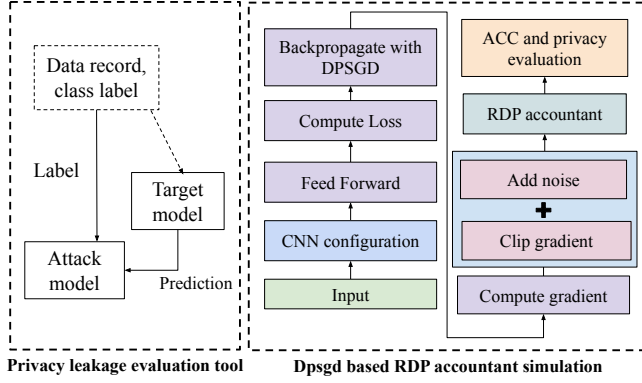 Data record,
class label
Label
Target
model
Attack
model
Prediction
Privacy leakage evaluation tool
Backpropagate with
DPSGD
Compute Loss
Feed Forward
CNN configuration
Input
ACC and privacy
evaluation
RDP accountant
Add noise
+
Clip gradient
Compute gradient
Dpsgd based RDP accountant simulation